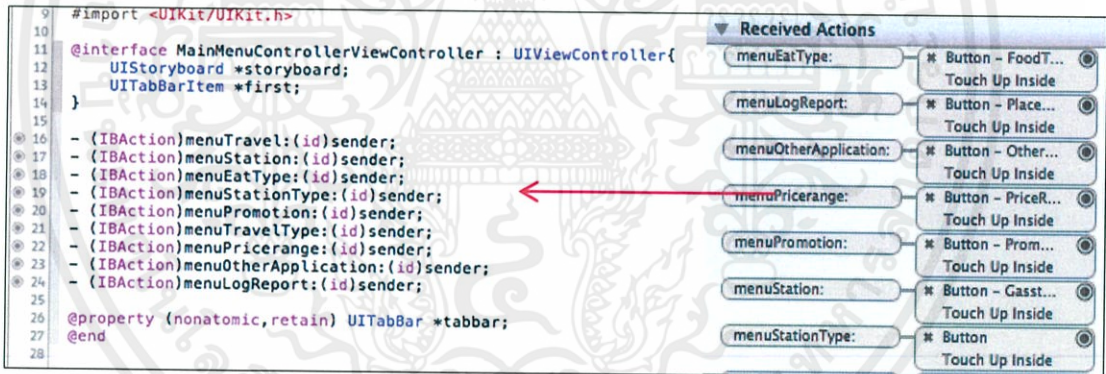 9 #import <UIKit/UIKit.h>
10
11 @interface MainMenuControllerViewController : UIViewController{
12 UIStoryboard *storyboard;
13 UITabBarItem *first;
14 }
15
16 - (IBAction)menuTravel:(id)sender;
17 - (IBAction)menuStation:(id)sender;
18 - (IBAction)menuEatType:(id)sender;
19 - (IBAction)menuStationType:(id)sender;
20 - (IBAction)menuPromotion:(id)sender;
21 - (IBAction)menuTravelType:(id)sender;
22 - (IBAction)menuPricerange:(id)sender;
23 - (IBAction)menuOtherApplication:(id)sender;
24 - (IBAction)menuLogReport:(id)sender;
25
26 @property (nonatomic,retain) UITabBar *tabbar;
27 @end
28
Received Actions
menuEatType: Button - FoodT...
Touch Up Inside
menuLogReport: Button - Place...
Touch Up Inside
menuOtherApplication: Button - Other...
Touch Up Inside
menuPricerange: Button - PriceR...
Touch Up Inside
menuPromotion: Button - Prom...
Touch Up Inside
menuStation: Button - Gasst...
Touch Up Inside
menuStationType: Button
Touch Up Inside